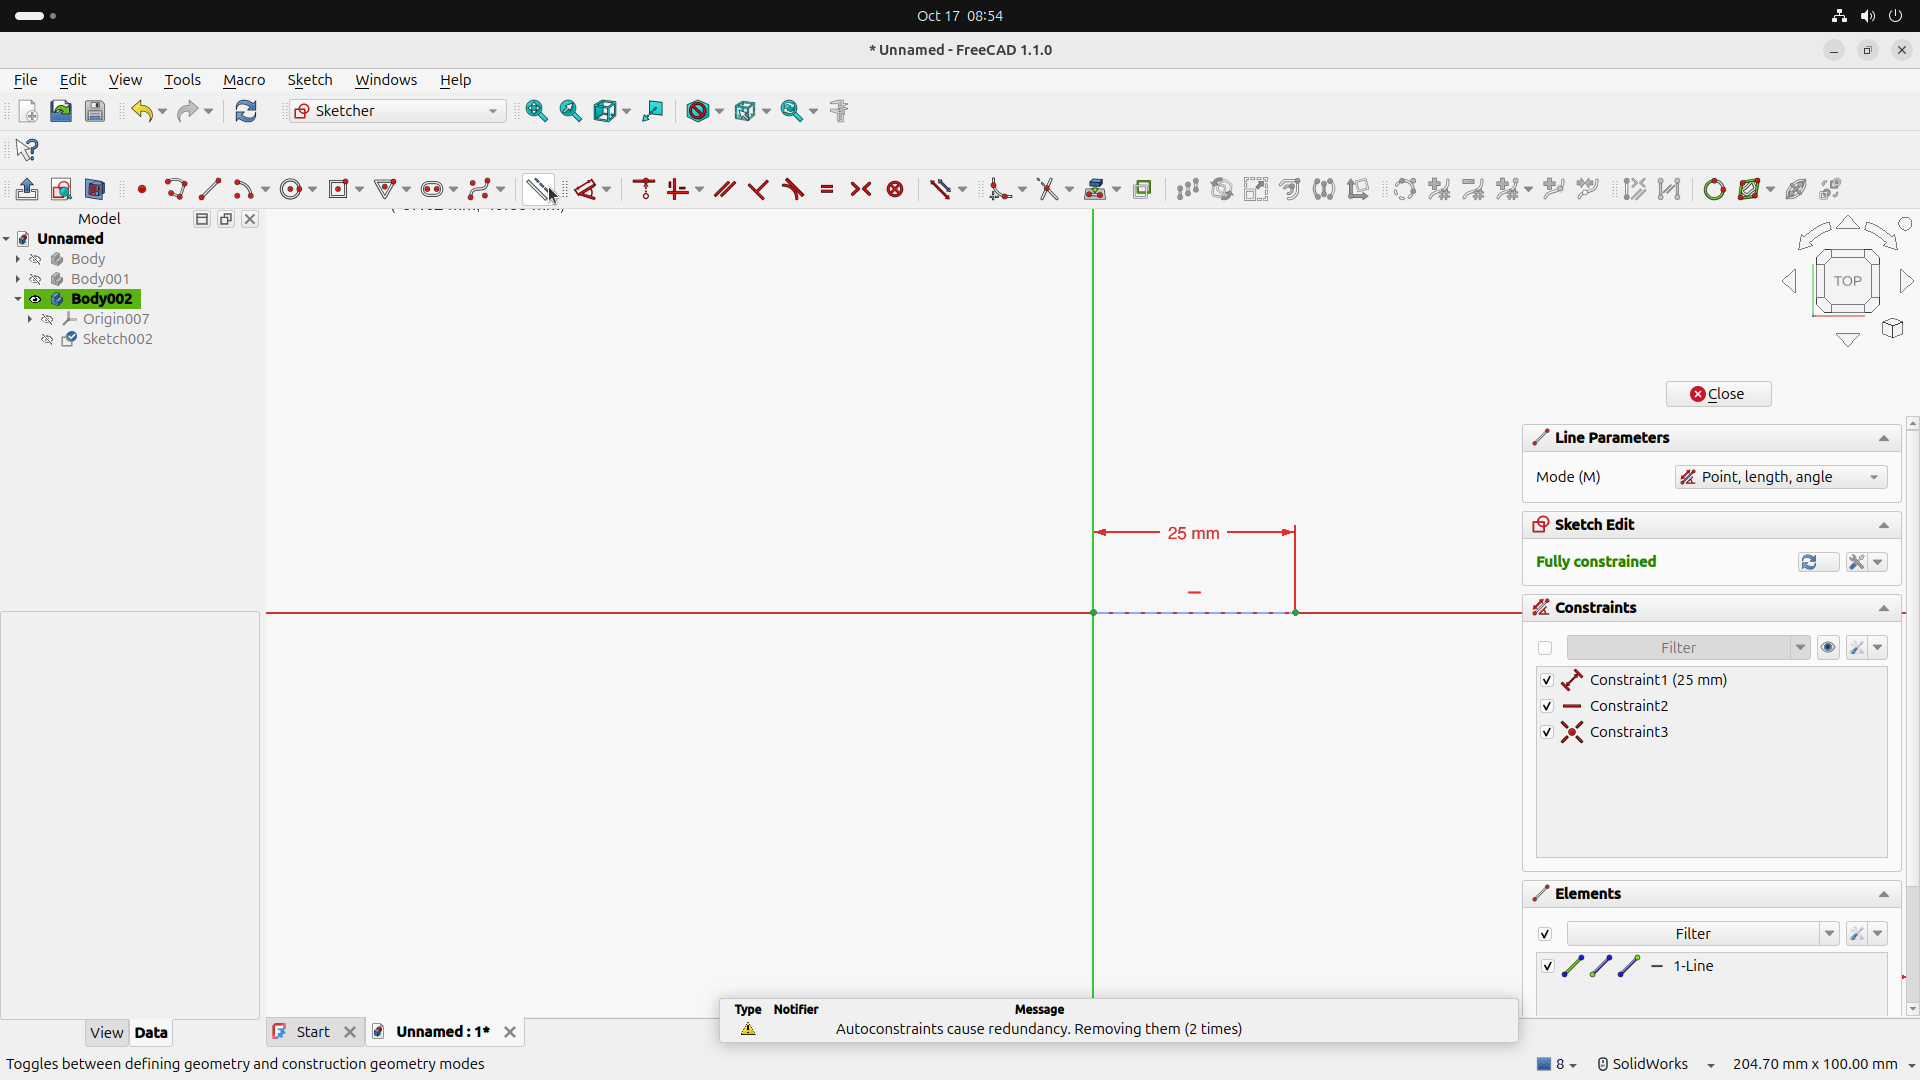 Oct 17 08:54
* Unnamed - FreeCAD 1.1.0
File Edit View Tools Macro Sketch Windows Help
Sketcher
Model
Unnamed
Body
Body001
Body002
Origin007
Sketch002
TOP
Close
Line Parameters
Mode (M) Point, length, angle
Sketch Edit
Fully constrained
25 mm
Constraints
Filter
Constraint1 (25 mm)
Constraint2
Constraint3
Elements
Filter
1-Line
Type Notifier Message
Autoconstraints cause redundancy. Removing them (2 times)
View Data
Start
Unnamed : 1*
Toggles between defining geometry and construction geometry modes
8
SolidWorks
204.70 mm x 100.00 mm